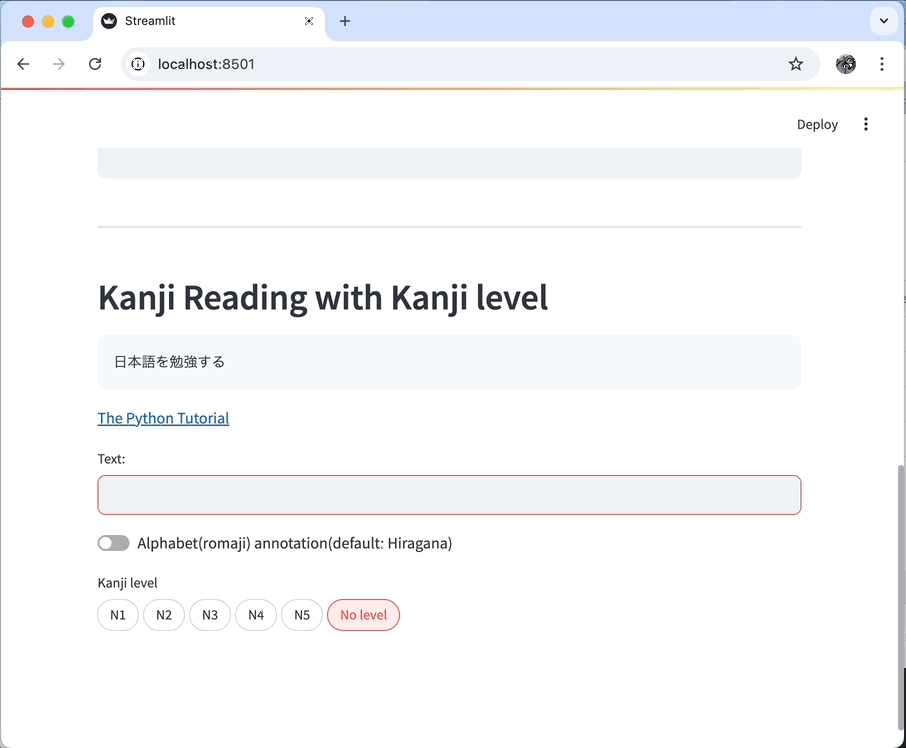 Streamlit
localhost:8501
Deploy
Kanji Reading with Kanji level
日本語を勉強する
The Python Tutorial
Text:
Alphabet(romaji) annotation(default: Hiragana)
Kanji level
N1 N2 N3 N4 N5 No level